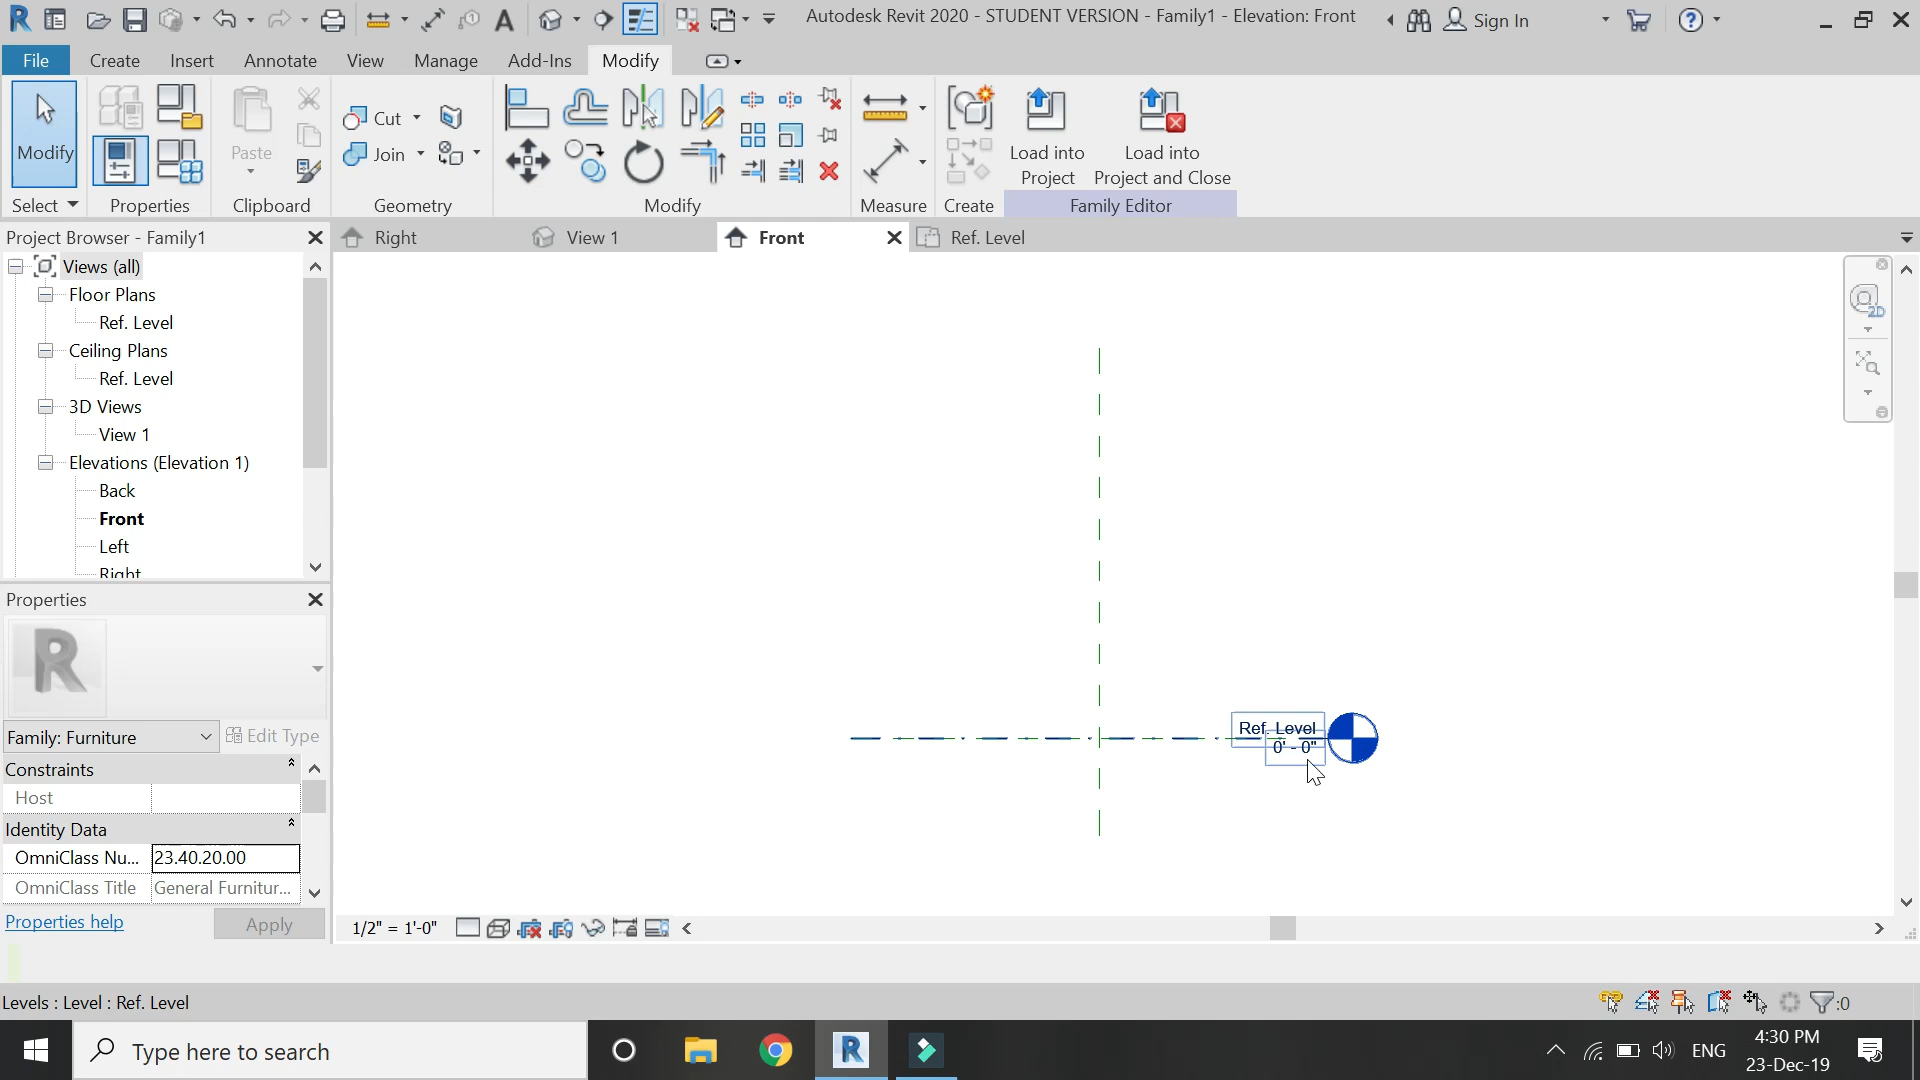 Autodesk Revit 2020 - STUDENT VERSION - Family1 - Elevation: Front
Sign In
File Create Insert Annotate View Manage Add-Ins Modify
Modify
Paste
Cut
Join
Load into
Project
Load into
Project and Close
Select Properties Clipboard Geometry Modify Measure Create Family Editor
Project Browser - Family1
Right View 1 Front Ref. Level
Views (all)
Floor Plans
Ref. Level
Ceiling Plans
Ref. Level
3D Views
View 1
Elevations (Elevation 1)
Back
Front
Left
Right
2D
Ref. Level
0' - 0"
Properties
R
Family: Furniture Edit Type
Constraints
Host
Identity Data
OmniClass Nu... 23.40.20.00
OmniClass Title General Furnitur...
Properties help Apply
1/2" = 1'-0"
Levels : Level : Ref. Level
:0
Type here to search
ENG
4:30 PM
23-Dec-19